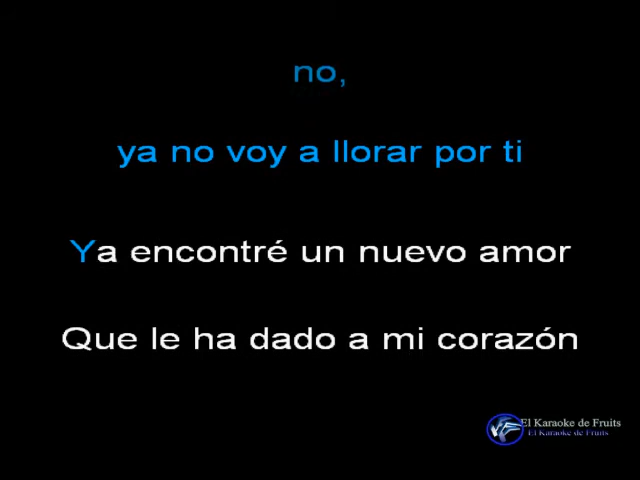 no,
ya no voy a llorar por ti
Ya encontré un nuevo amor
Que le ha dado a mi corazón
El Karaoke de Fruits
El Karaoke de Fruits